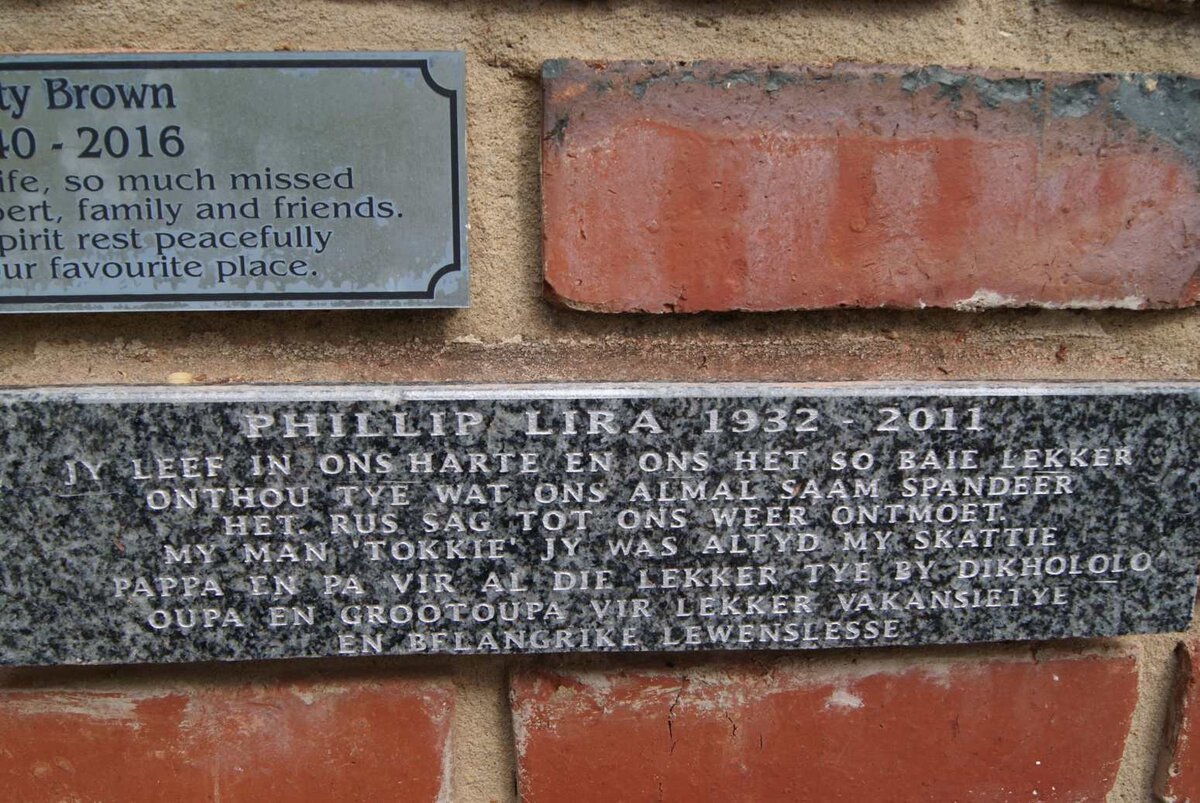 ty Brown
40 - 2016
ife, so much missed
bert, family and friends.
pirit rest peacefully
ur favourite place.
PHILLIP LIRA 1932 - 2011
JY LEEF IN ONS HARTE EN ONS HET SO BAIE LEKKER
ONTHOU TYE WAT ONS ALMAL SAAM SPANDEER
HET. RUS SAG TOT ONS WEER ONTMOET.
MY MAN 'TOKKIE' JY WAS ALTYD MY SKATTIE
PAPPA EN PA VIR AL DIE LEKKER TYE BY DIKHOLOLO
OUPA EN GROOTOUPA VIR LEKKER VAKANSIETYE
EN BELANGRIKE LEWENSLESSE